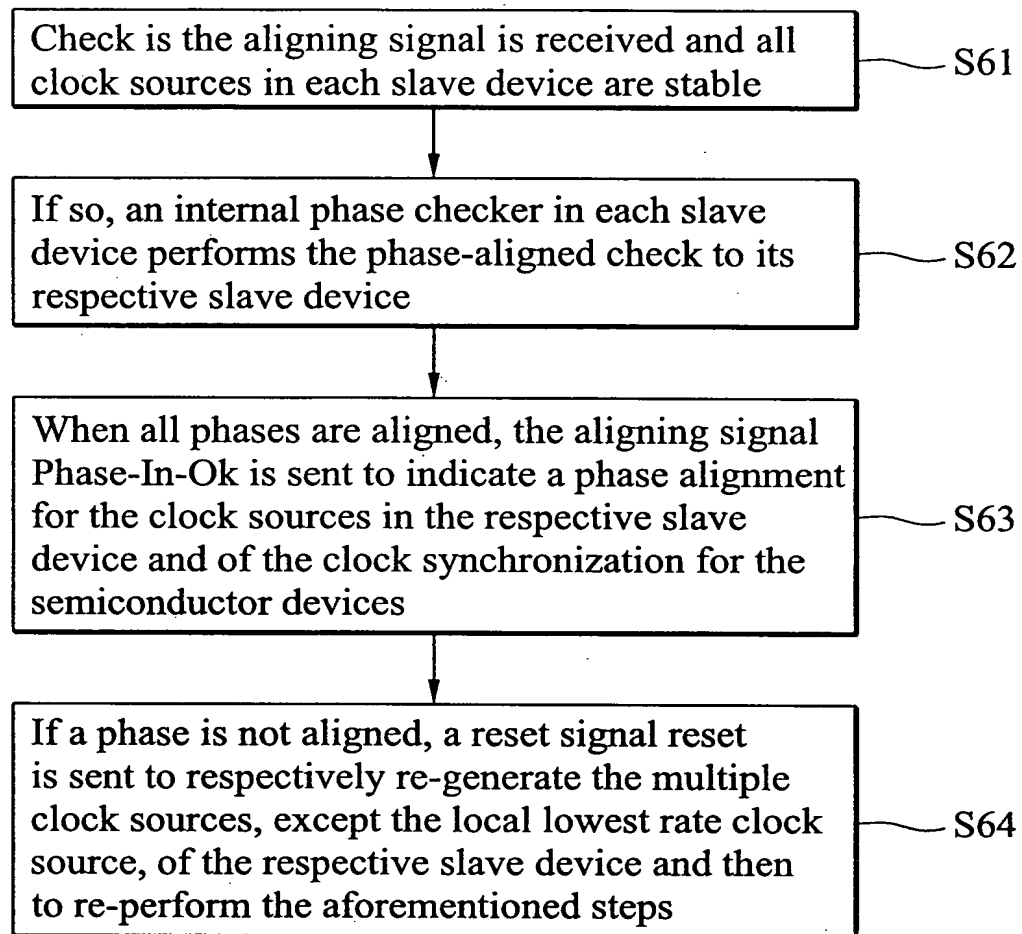 Check is the aligning signal is received and all
clock sources in each slave device are stable
S61
If so, an internal phase checker in each slave
device performs the phase-aligned check to its
respective slave device
S62
When all phases are aligned, the aligning signal
Phase-In-Ok is sent to indicate a phase alignment
for the clock sources in the respective slave
device and of the clock synchronization for the
semiconductor devices
S63
If a phase is not aligned, a reset signal reset
is sent to respectively re-generate the multiple
clock sources, except the local lowest rate clock
source, of the respective slave device and then
to re-perform the aforementioned steps
S64